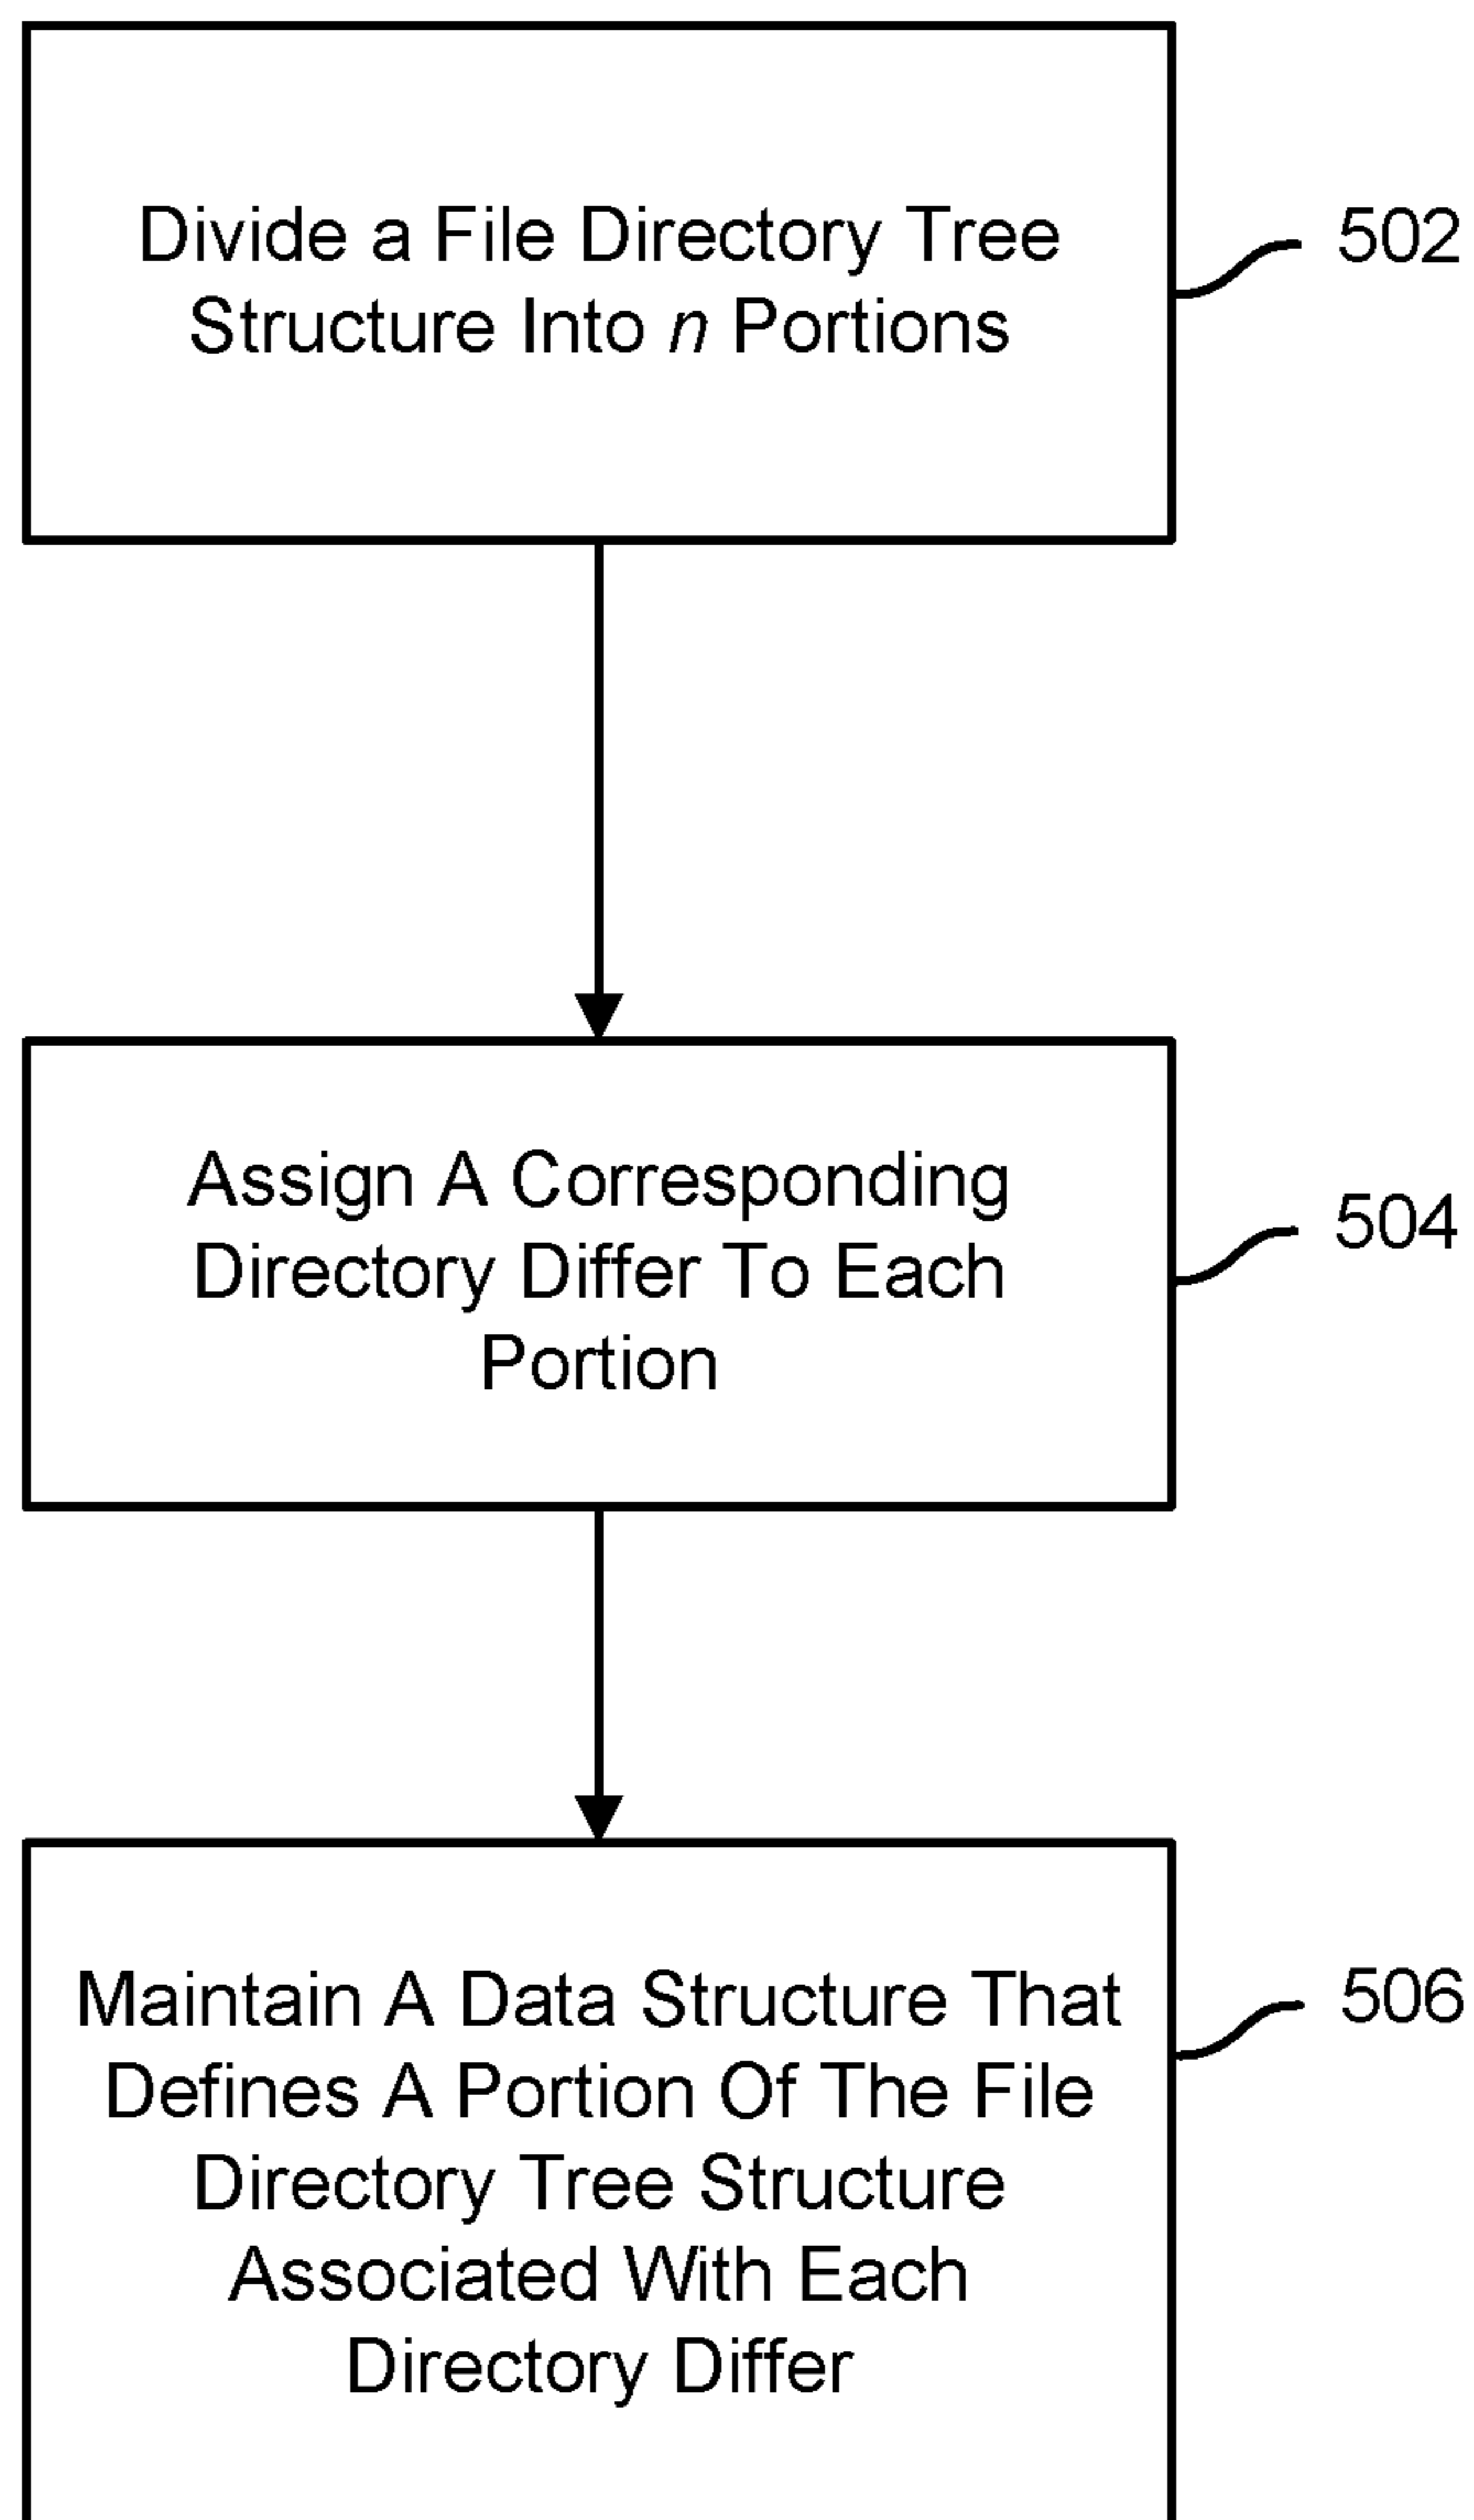 Divide a File Directory Tree
Structure Into n Portions
502
Assign A Corresponding
Directory Differ To Each
Portion
504
Maintain A Data Structure That
Defines A Portion Of The File
Directory Tree Structure
Associated With Each
Directory Differ
506